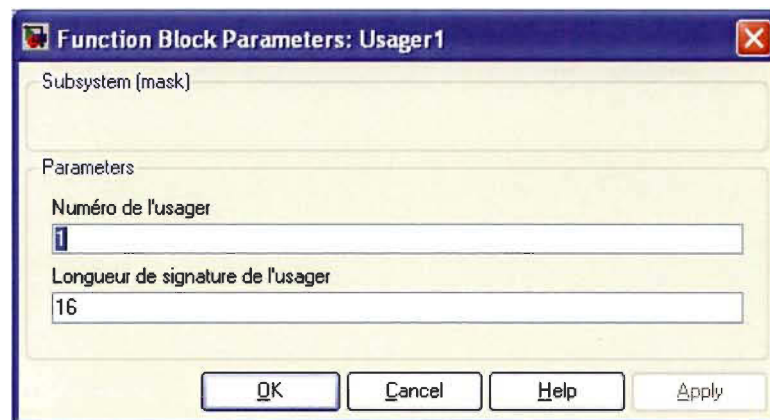 Function Block Parameters: Usager1
Subsystem (mask)
Parameters
Numéro de l'usager
1
Longueur de signature de l'usager
16
OK Cancel Help Apply